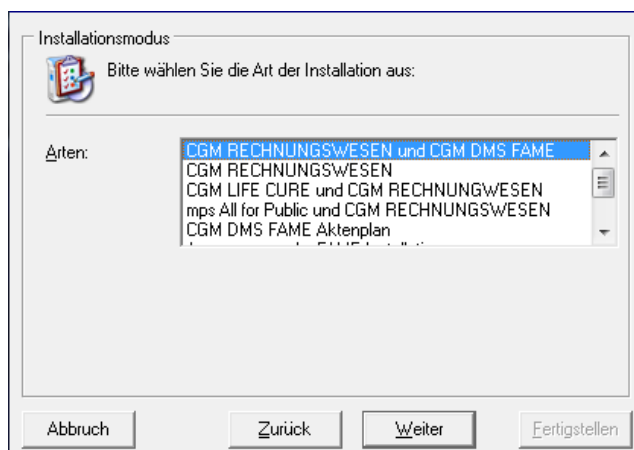 Installationsmodus
Bitte wählen Sie die Art der Installation aus:
Arten:
CGM RECHNUNGSWESEN und CGM DMS FAME
CGM RECHNUNGSWESEN
CGM LIFE CURE und CGM RECHNUNGWESEN
mps All for Public und CGM RECHNUNGSWESEN
CGM DMS FAME Aktenplan
Abbruch
Zurück
Weiter
Fertigstellen